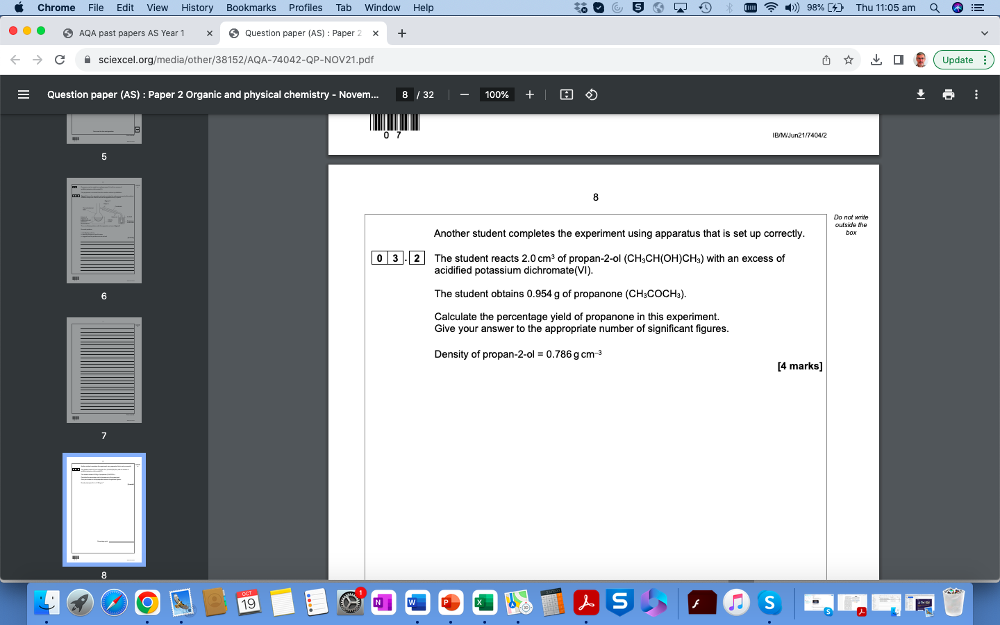 Chrome File Edit View History Bookmarks Profiles Tab Window Help 98% Thu 11:05 am
AQA past papers AS Year 1
Question paper (AS) : Paper 2
sciexcel.org/media/other/38152/AQA-74042-QP-NOV21.pdf
Update
Question paper (AS) : Paper 2 Organic and physical chemistry - Novem...
8 / 32
100%
5
6
7
8
0 7
IB/M/Jun21/7404/2
8
Do not write
outside the
box
Another student completes the experiment using apparatus that is set up correctly.
0 3 . 2 The student reacts 2.0 cm³ of propan-2-ol (CH₃CH(OH)CH₃) with an excess of
acidified potassium dichromate(VI).
The student obtains 0.954 g of propanone (CH₃COCH₃).
Calculate the percentage yield of propanone in this experiment.
Give your answer to the appropriate number of significant figures.
Density of propan-2-ol = 0.786 g cm⁻³
[4 marks]
OCT
19
1